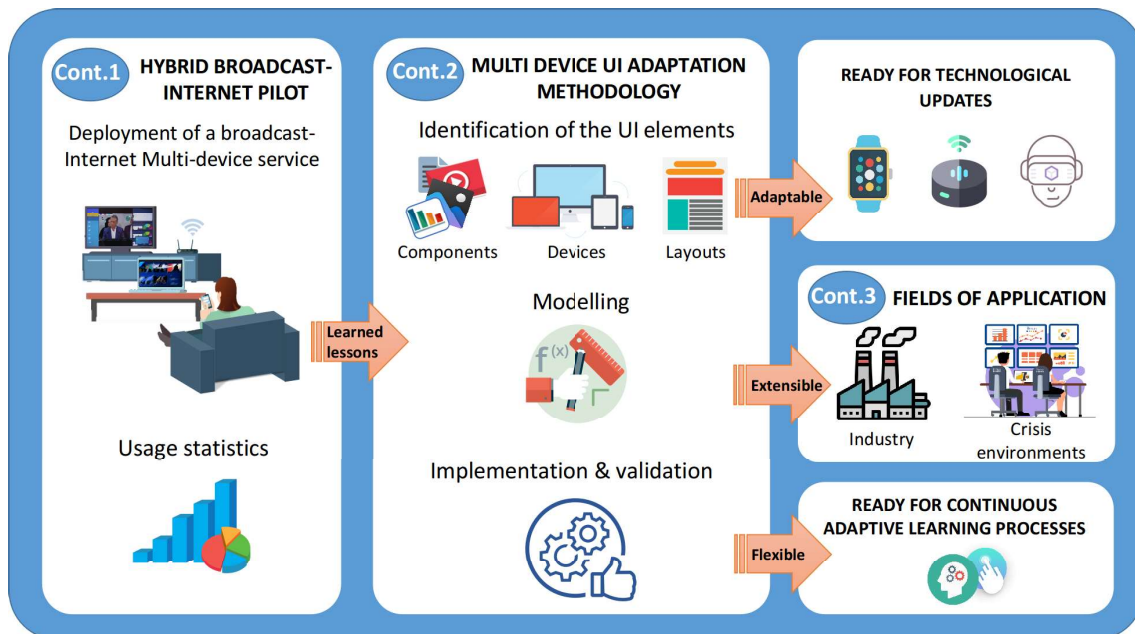 Cont.1
HYBRID BROADCAST-
INTERNET PILOT
Deployment of a broadcast-
Internet Multi-device service
Usage statistics
Learned
lessons
Cont.2
MULTI DEVICE UI ADAPTATION
METHODOLOGY
Identification of the UI elements
Components
Devices
Layouts
Modelling
f(x)
Implementation & validation
Adaptable
READY FOR TECHNOLOGICAL
UPDATES
Extensible
Cont.3
FIELDS OF APPLICATION
Industry
Crisis
environments
Flexible
READY FOR CONTINUOUS
ADAPTIVE LEARNING PROCESSES